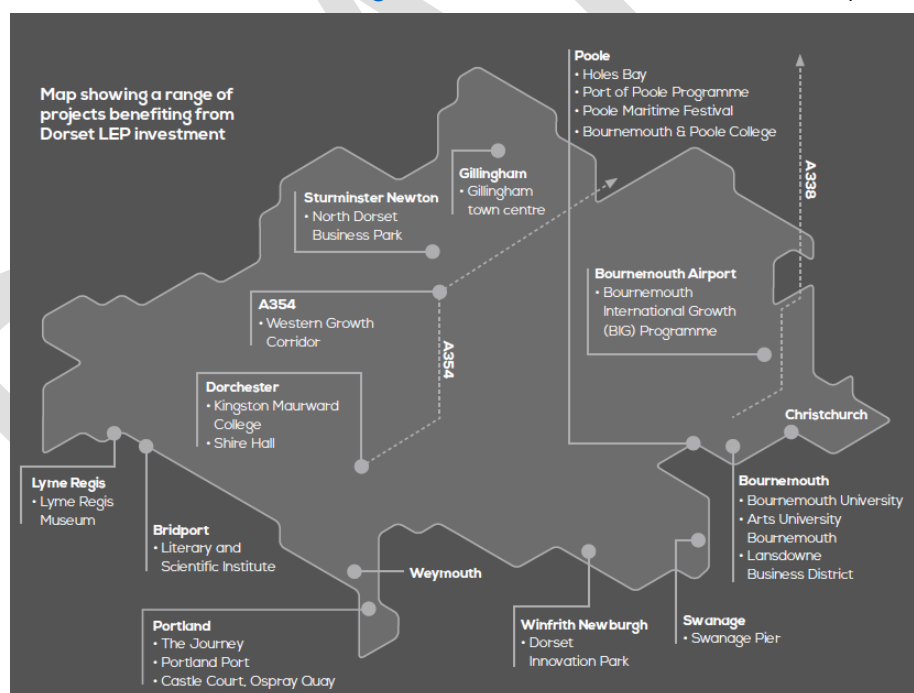 Map showing a range of
projects benefiting from
Dorset LEP investment
Poole
• Holes Bay
• Port of Poole Programme
• Poole Maritime Festival
• Bournemouth & Poole College
A338
Gillingham
• Gillingham
town centre
Sturminster Newton
• North Dorset
Business Park
Bournemouth Airport
• Bournemouth
International Growth
(BIG) Programme
A354
• Western Growth
Corridor
A354
Dorchester
• Kingston Maurward
College
• Shire Hall
Christchurch
Lyme Regis
• Lyme Regis
Museum
Bridport
• Literary and
Scientific Institute
Bournemouth
• Bournemouth University
• Arts University
Bournemouth
• Lansdowne
Business District
Weymouth
Portland
• The Journey
• Portland Port
• Castle Court, Ospray Quay
Winfrith Newburgh
• Dorset
Innovation Park
Swanage
• Swanage Pier